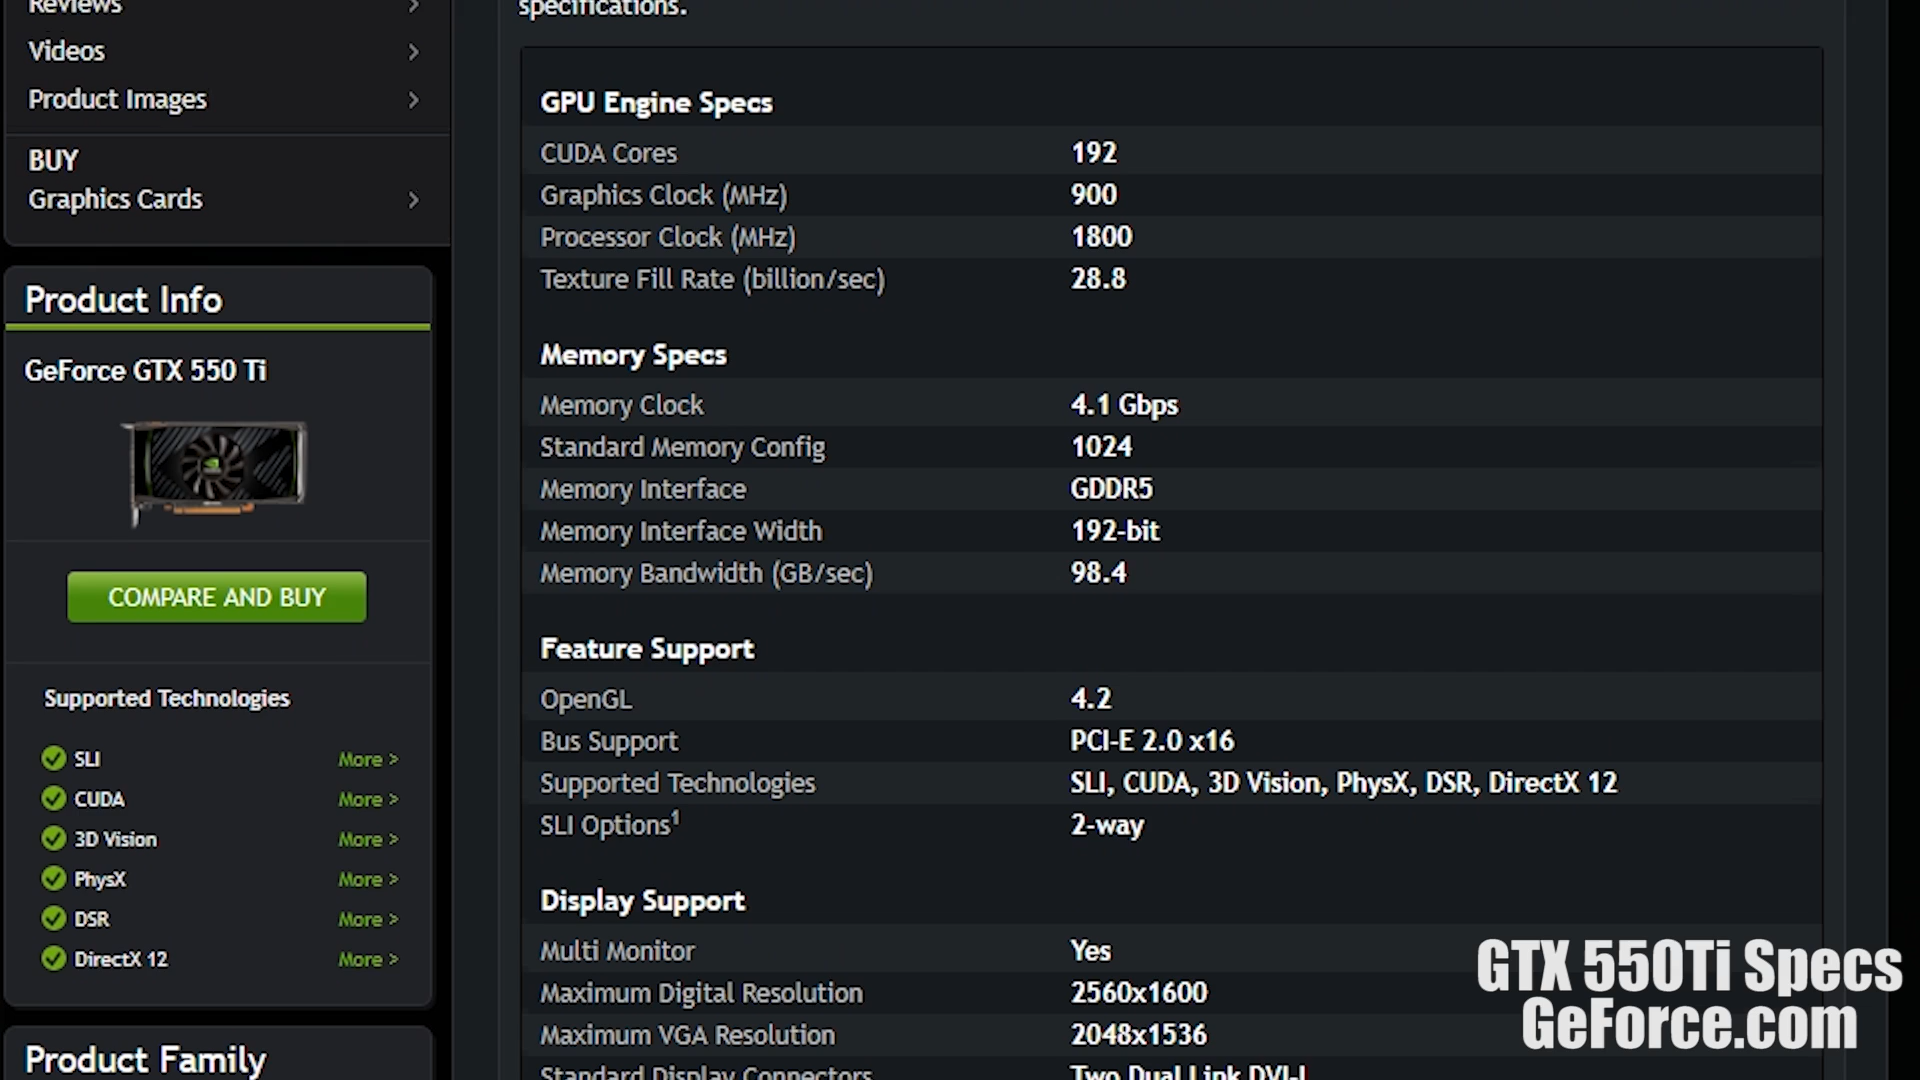 Reviews
Videos
Product Images
BUY
Graphics Cards
Product Info
GeForce GTX 550 Ti
COMPARE AND BUY
Supported Technologies
SLI More >
CUDA More >
3D Vision More >
PhysX More >
DSR More >
DirectX 12 More >
Product Family
specifications.
GPU Engine Specs
CUDA Cores 192
Graphics Clock (MHz) 900
Processor Clock (MHz) 1800
Texture Fill Rate (billion/sec) 28.8
Memory Specs
Memory Clock 4.1 Gbps
Standard Memory Config 1024
Memory Interface GDDR5
Memory Interface Width 192-bit
Memory Bandwidth (GB/sec) 98.4
Feature Support
OpenGL 4.2
Bus Support PCI-E 2.0 x16
Supported Technologies SLI, CUDA, 3D Vision, PhysX, DSR, DirectX 12
SLI Options1 2-way
Display Support
Multi Monitor Yes
Maximum Digital Resolution 2560x1600
Maximum VGA Resolution 2048x1536
Standard Display Connectors Two Dual Link DVI-I
GTX 550Ti Specs
GeForce.com